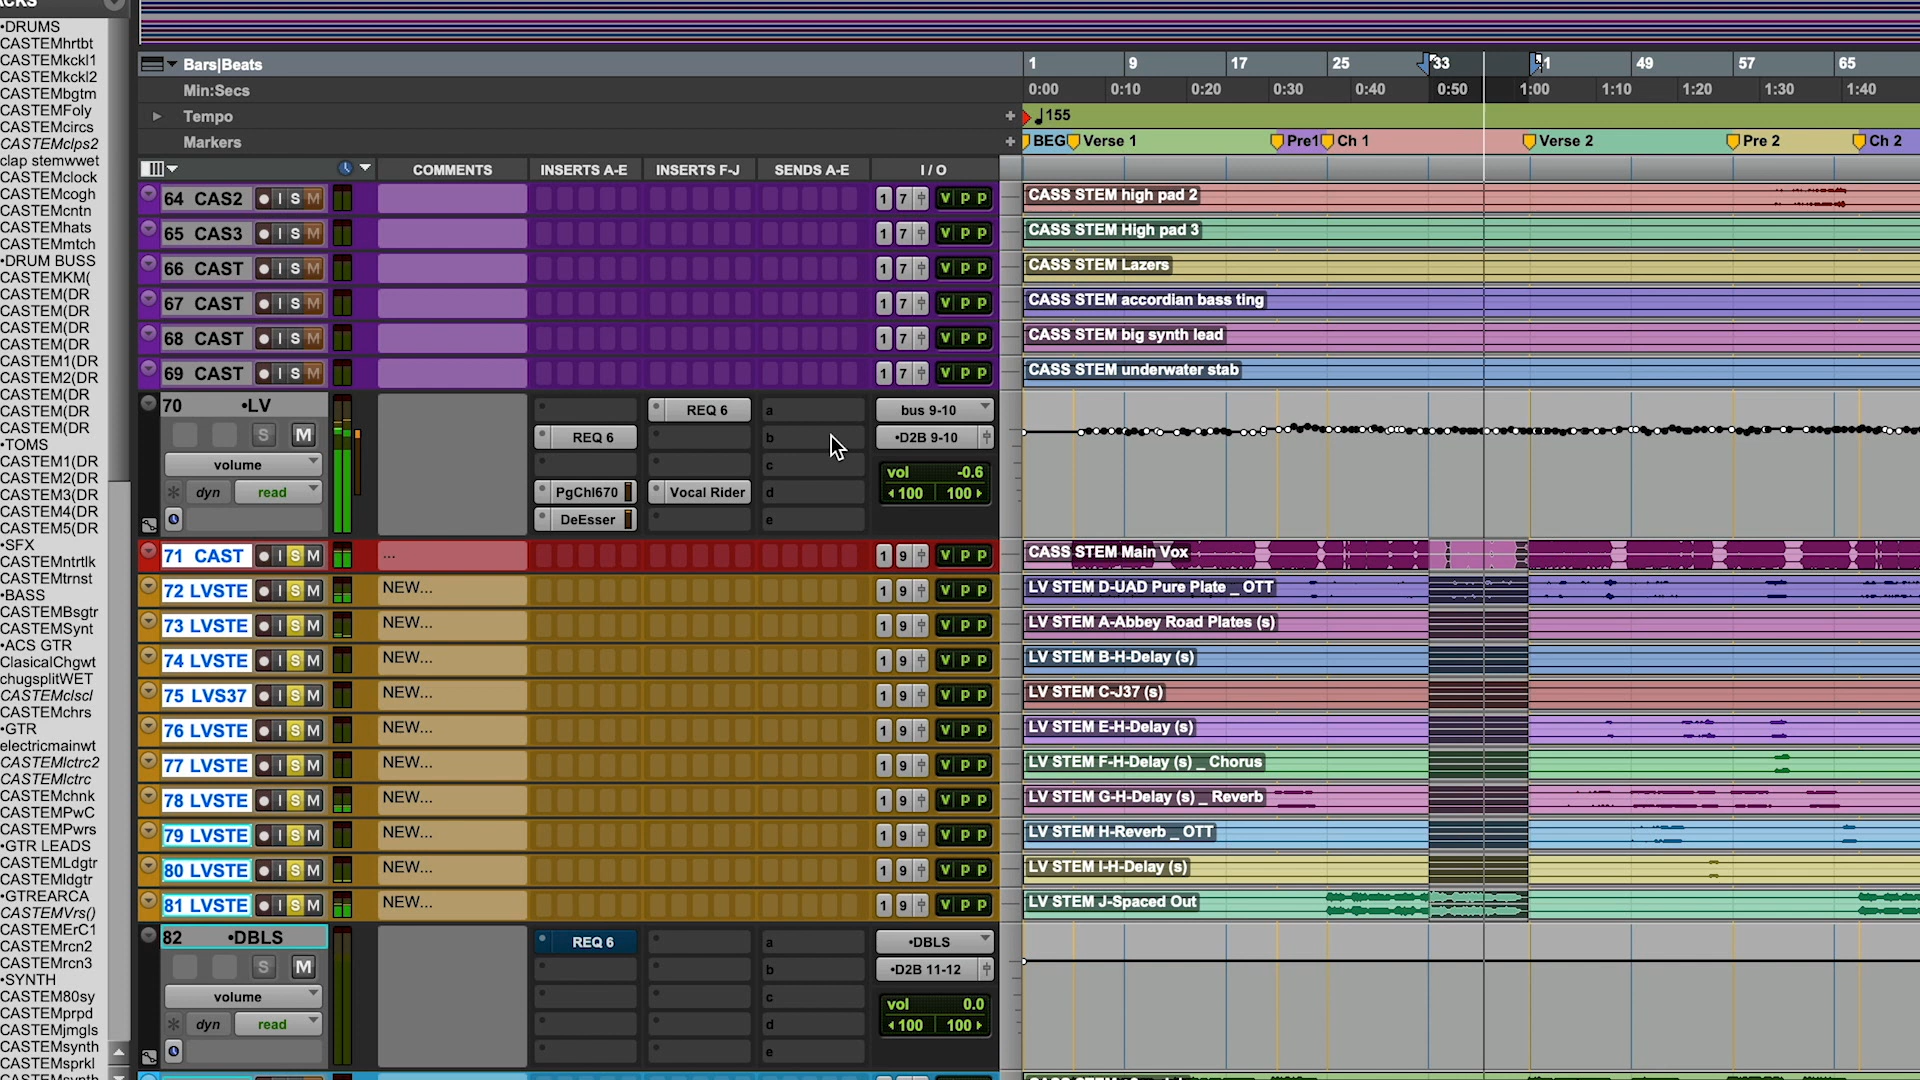 •DRUMS
CASTEMhrtbt
CASTEMkckl1
CASTEMkckl2
CASTEMbgtm
CASTEMFoly
CASTEMcircs
CASTEMclps2
clap stemwwet
CASTEMclock
CASTEMcogh
CASTEMcntn
CASTEMhats
CASTEMmtch
•DRUM BUSS
CASTEMKM(
CASTEM(DR
CASTEM(DR
CASTEM(DR
CASTEM(DR
CASTEM1(DR
CASTEM2(DR
CASTEM(DR
CASTEM(DR
CASTEM(DR
•TOMS
CASTEM1(DR
CASTEM2(DR
CASTEM3(DR
CASTEM4(DR
CASTEM5(DR
•SFX
CASTEMntrtlk
CASTEMtrnst
•BASS
CASTEMBsgtr
CASTEMSynt
•ACS GTR
ClasicalChgwt
chugsplitWET
CASTEMclscl
CASTEMchrs
•GTR
electricmainwt
CASTEMlctrc2
CASTEMlctrc
CASTEMchnk
CASTEMPwC
CASTEMPwrs
•GTR LEADS
CASTEMLdgtr
CASTEMldgtr
•GTREARCA
CASTEMVrs()
CASTEMErC1
CASTEMrcn2
CASTEMrcn3
•SYNTH
CASTEM80sy
CASTEMprpd
CASTEMjmgls
CASTEMsynth
CASTEMsprkl
Bars|Beats 1 9 17 25 33 49 57 65
Min:Secs 0:00 0:10 0:20 0:30 0:40 0:50 1:00 1:10 1:20 1:30 1:40
Tempo + 155
Markers + BEG Verse 1 Pre1 Ch 1 Verse 2 Pre 2 Ch 2
COMMENTS INSERTS A-E INSERTS F-J SENDS A-E I / O
64 CAS2 I S M 1 7 V P P CASS STEM high pad 2
65 CAS3 I S M 1 7 V P P CASS STEM High pad 3
66 CAST I S M 1 7 V P P CASS STEM Lazers
67 CAST I S M 1 7 V P P CASS STEM accordian bass ting
68 CAST I S M 1 7 V P P CASS STEM big synth lead
69 CAST I S M 1 7 V P P CASS STEM underwater stab
70 •LV REQ 6 a bus 9-10
S M REQ 6 b •D2B 9-10
volume c vol -0.6
* dyn read PgChl670 Vocal Rider d 100 100
DeEsser e
71 CAST I S M ... 1 9 V P P CASS STEM Main Vox
72 LVSTE I S M NEW... 1 9 V P P LV STEM D-UAD Pure Plate _ OTT
73 LVSTE I S M NEW... 1 9 V P P LV STEM A-Abbey Road Plates (s)
74 LVSTE I S M NEW... 1 9 V P P LV STEM B-H-Delay (s)
75 LVS37 I S M NEW... 1 9 V P P LV STEM C-J37 (s)
76 LVSTE I S M NEW... 1 9 V P P LV STEM E-H-Delay (s)
77 LVSTE I S M NEW... 1 9 V P P LV STEM F-H-Delay (s) _ Chorus
78 LVSTE I S M NEW... 1 9 V P P LV STEM G-H-Delay (s) _ Reverb
79 LVSTE I S M NEW... 1 9 V P P LV STEM H-Reverb _ OTT
80 LVSTE I S M NEW... 1 9 V P P LV STEM I-H-Delay (s)
81 LVSTE I S M NEW... 1 9 V P P LV STEM J-Spaced Out
82 •DBLS REQ 6 a •DBLS
S M b •D2B 11-12
volume c vol 0.0
* dyn read d 100 100
e